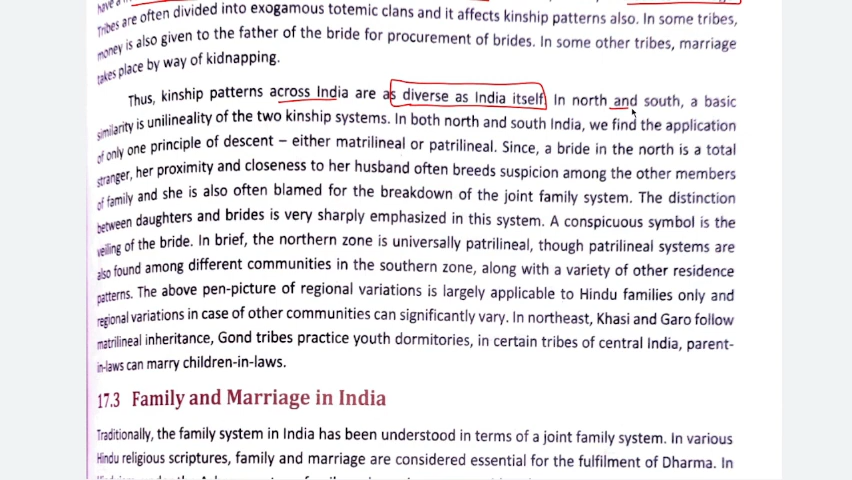 have a
Tribes are often divided into exogamous totemic clans and it affects kinship patterns also. In some tribes,
money is also given to the father of the bride for procurement of brides. In some other tribes, marriage
takes place by way of kidnapping.
Thus, kinship patterns across India are as diverse as India itself. In north and south, a basic
similarity is unilineality of the two kinship systems. In both north and south India, we find the application
of only one principle of descent – either matrilineal or patrilineal. Since, a bride in the north is a total
stranger, her proximity and closeness to her husband often breeds suspicion among the other members
of family and she is also often blamed for the breakdown of the joint family system. The distinction
between daughters and brides is very sharply emphasized in this system. A conspicuous symbol is the
veiling of the bride. In brief, the northern zone is universally patrilineal, though patrilineal systems are
also found among different communities in the southern zone, along with a variety of other residence
patterns. The above pen-picture of regional variations is largely applicable to Hindu families only and
regional variations in case of other communities can significantly vary. In northeast, Khasi and Garo follow
matrilineal inheritance, Gond tribes practice youth dormitories, in certain tribes of central India, parent-
in-laws can marry children-in-laws.
17.3 Family and Marriage in India
Traditionally, the family system in India has been understood in terms of a joint family system. In various
Hindu religious scriptures, family and marriage are considered essential for the fulfilment of Dharma. In